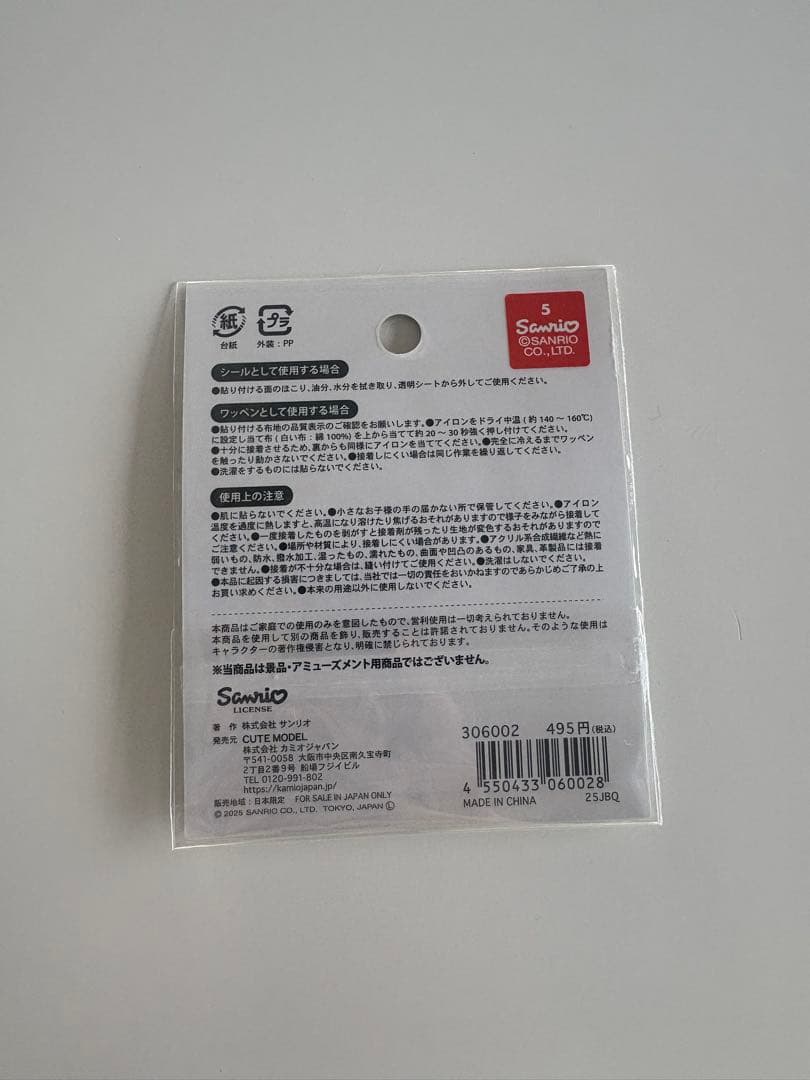 紙
プラ
台紙
外装：PP
5
Sanrio
©SANRIO
CO., LTD.
シールとして使用する場合
●貼り付ける面のほこり、油分、水分を拭き取り、透明シートから外してご使用ください。
ワッペンとして使用する場合
●貼り付ける布地の品質表示のご確認をお願いします。●アイロンをドライ中温（約140～160℃）
に設定し当て布（白い布：綿100%）を上から当てて約20～30秒強く押し付けてください。
●十分に接着させるため、裏からも同様にアイロンを当ててください。●完全に冷えるまでワッペン
を触ったり動かさないでください。●接着しにくい場合は同じ作業を繰り返してください。
●洗濯をするものには貼らないでください。
使用上の注意
●肌に貼らないでください。●小さなお子様の手の届かない所で保管してください。●アイロン
温度を過度に熱しますと、高温になり溶けたり焦げるおそれがありますので様子をみながら接着して
ください。●一度接着したものを剥がすと接着剤が残ったり生地が変色するおそれがありますので
ご注意ください。●場所や材質により、接着しにくい場合があります。●アクリル系合成繊維など熱に
弱いもの、防水、撥水加工、湿ったもの、濡れたもの、曲面や凹凸のあるもの、家具、革製品には接着
できません。●接着が不十分な場合は、縫い付けてご使用ください。●洗濯はしないでください。
●本品に起因する損害につきましては、当社では一切の責任をおいかねますのであらかじめご了承の上
お買い求めください。●本来の用途以外に使用しないでください。
本商品はご家庭での使用のみを意図したもので、営利使用は一切考えられておりません。
本商品を使用して別の商品を飾り、販売することは許諾されておりません。そのような使用は
キャラクターの著作権侵害となり、明確に禁じられております。
※当商品は景品・アミューズメント用商品ではございません。
Sanrio
LICENSE
著 作 株式会社 サンリオ
発売元 CUTE MODEL
株式会社 カミオジャパン
〒541-0058 大阪市中央区南久宝寺町
2丁目2番9号 船場フジイビル
TEL 0120-991-802
https://kamiojapan.jp/
販売地域：日本限定 FOR SALE IN JAPAN ONLY
© 2025 SANRIO CO., LTD. TOKYO, JAPAN Ⓛ
306002 495円(税込)
4 550433 060028
MADE IN CHINA 25JBQ